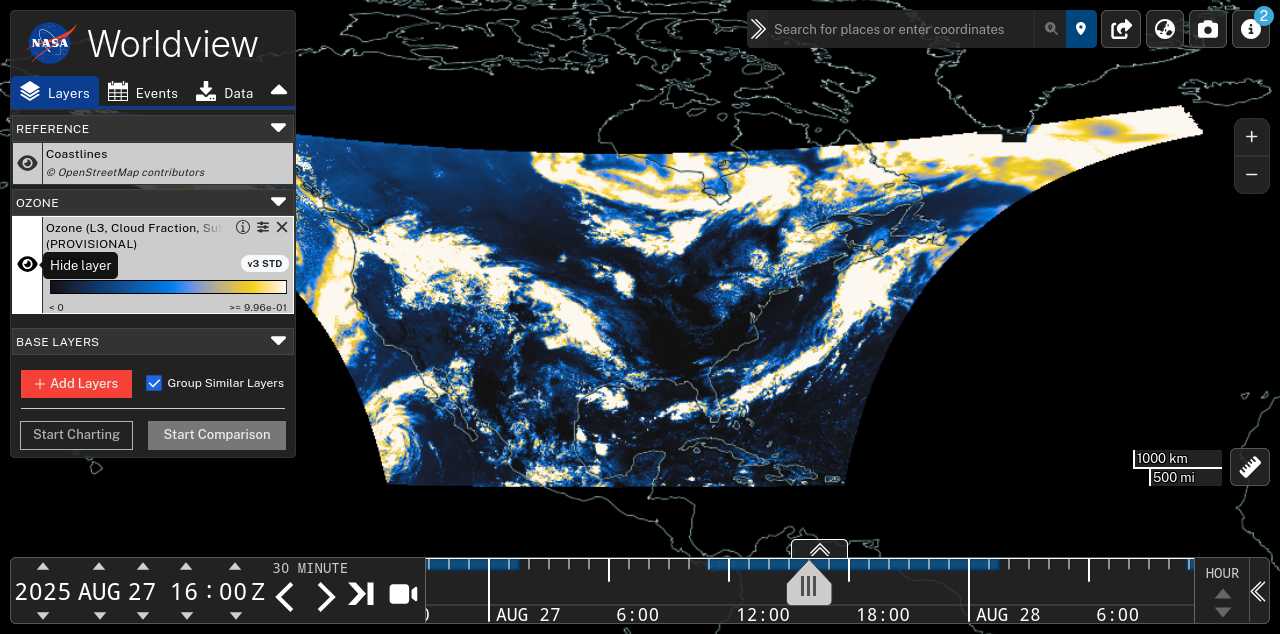 NASA Worldview
Search for places or enter coordinates
2
Layers Events Data
REFERENCE
Coastlines
© OpenStreetMap contributors
OZONE
Ozone (L3, Cloud Fraction, Su
(PROVISIONAL)
Hide layer
v3 STD
< 0 >= 9.96e-01
BASE LAYERS
+ Add Layers
Group Similar Layers
Start Charting
Start Comparison
+
−
1000 km
500 mi
30 MINUTE
2025 AUG 27 16 : 00 Z
AUG 27 6:00 12:00 18:00 AUG 28 6:00
HOUR